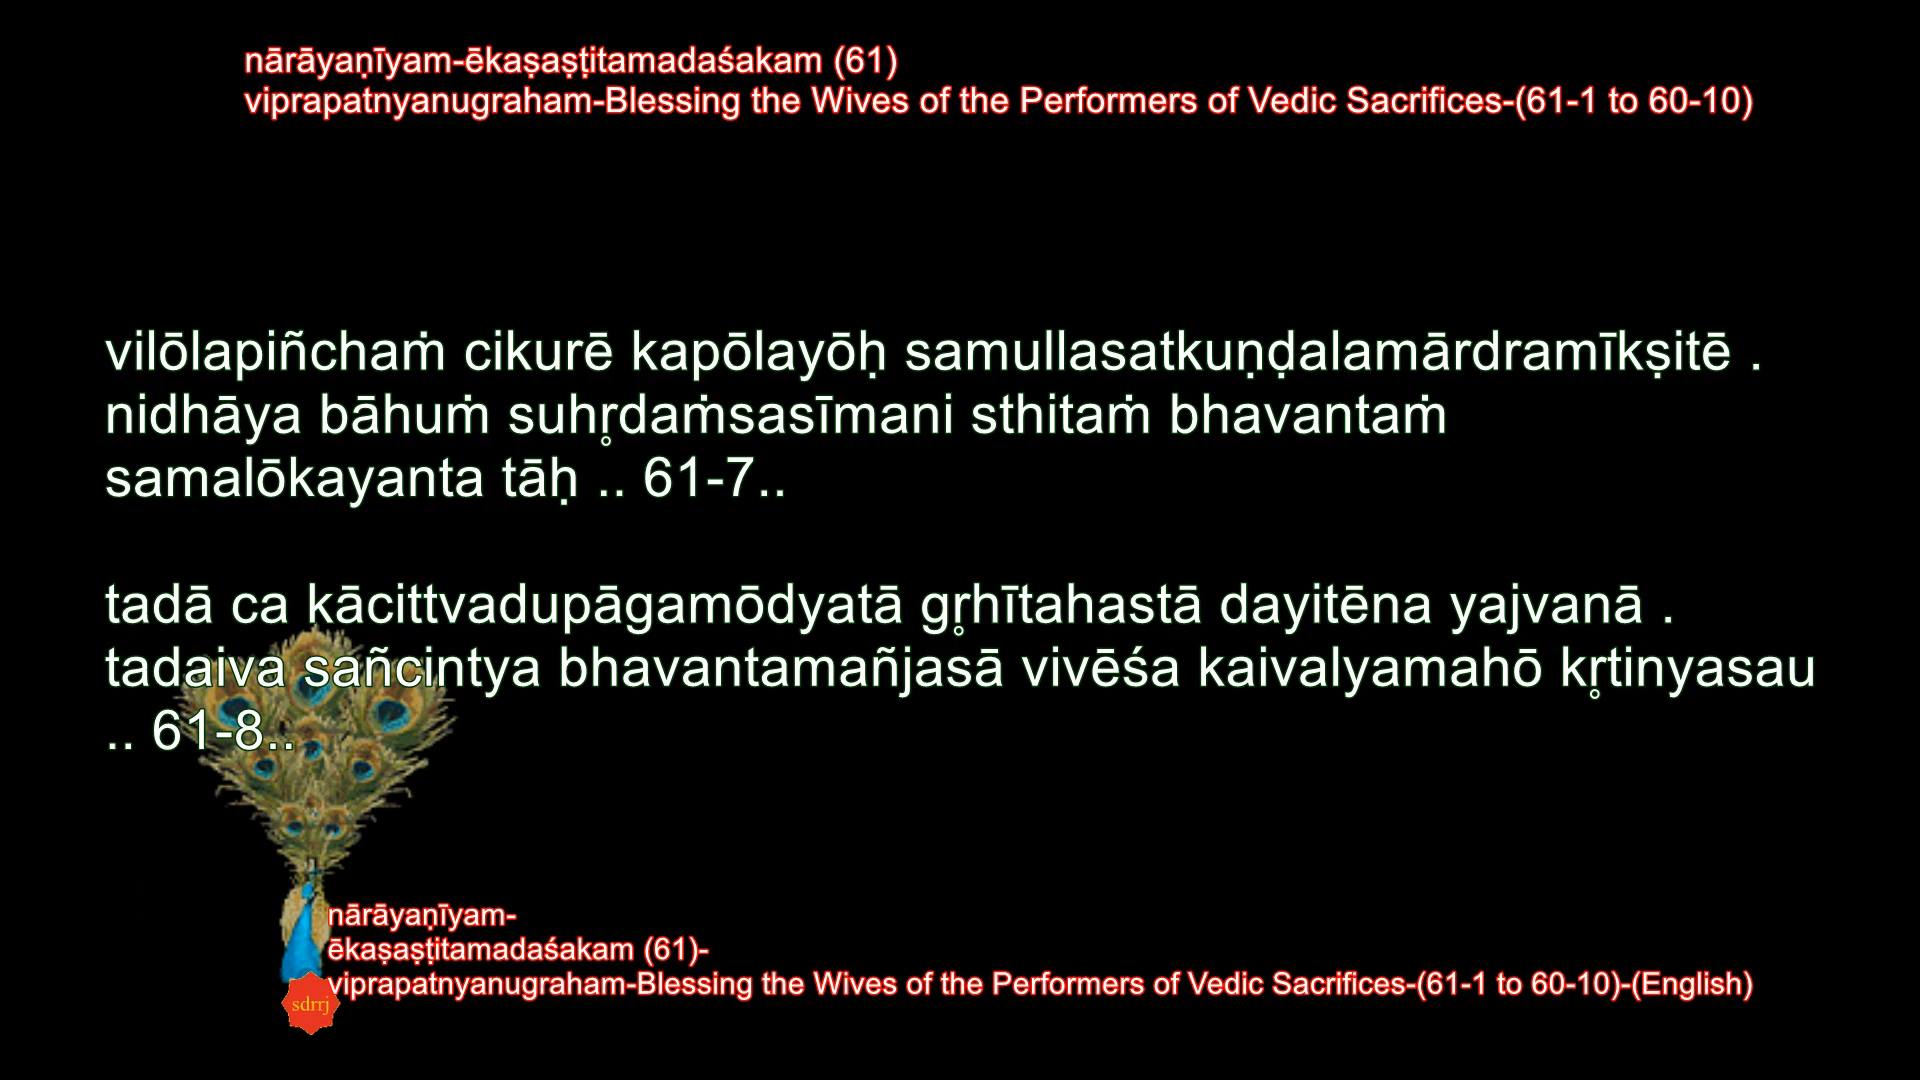 nārāyaṇīyam-ēkaṣaṣṭitamadaśakam (61)
viprapatnyanugraham-Blessing the Wives of the Performers of Vedic Sacrifices-(61-1 to 60-10)
vilōlapiñchaṁ cikurē kapōlayōḥ samullasatkuṇḍalamārdramīkṣitē .
nidhāya bāhuṁ suhr̥daṁsasīmani sthitaṁ bhavantaṁ
samalōkayanta tāḥ .. 61-7..
tadā ca kācittvadupāgamōdyatā gr̥hītahastā dayitēna yajvanā .
tadaiva sañcintya bhavantamañjasā vivēśa kaivalyamahō kr̥tinyasau
.. 61-8..
nārāyaṇīyam-
ēkaṣaṣṭitamadaśakam (61)-
viprapatnyanugraham-Blessing the Wives of the Performers of Vedic Sacrifices-(61-1 to 60-10)-(English)
sdrrj